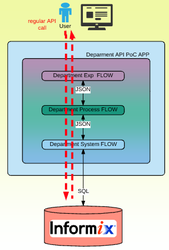 regular API
call
User
Deparment API PoC APP
Department Exp FLOW
JSON
Department Process FLOW
JSON
Department System FLOW
SQL
Informix